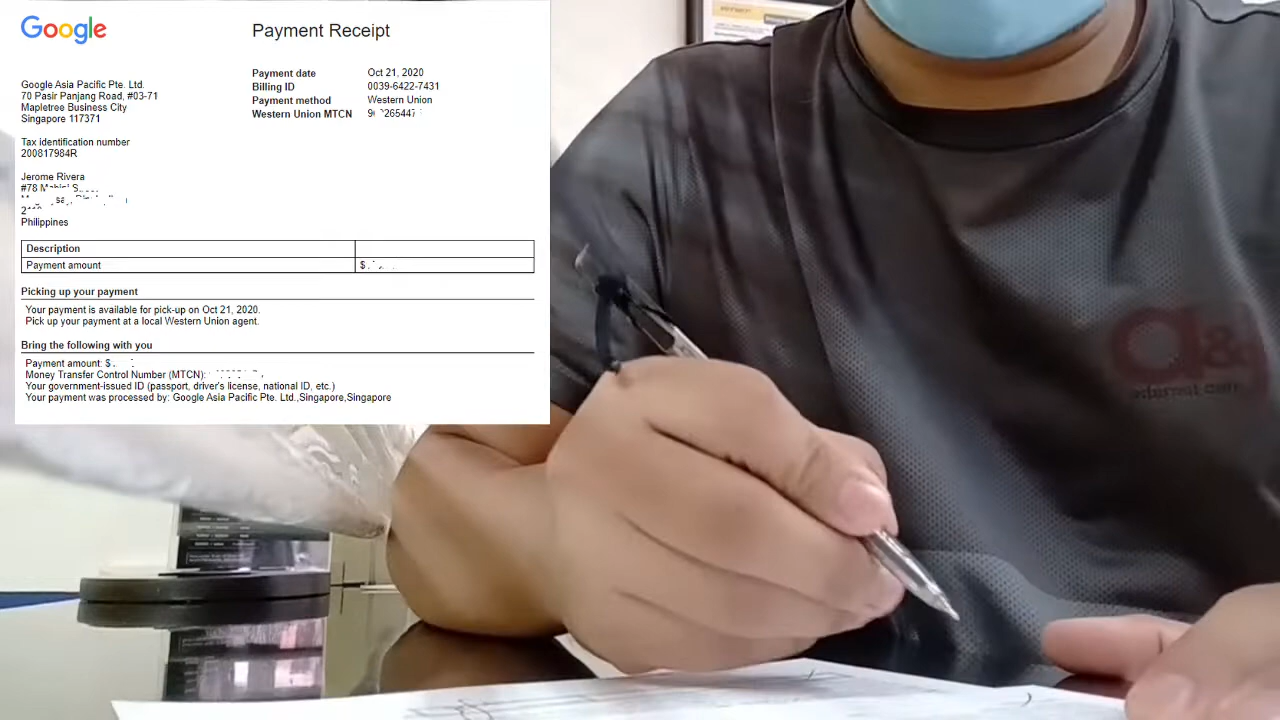 Google
Payment Receipt
Google Asia Pacific Pte. Ltd.
70 Pasir Panjang Road, #03-71
Mapletree Business City
Singapore 117371
Payment date Oct 21, 2020
Billing ID 0039-6422-7431
Payment method Western Union
Western Union MTCN
Tax identification number
200817984R
Jerome Rivera
#78
Philippines
Description
Payment amount $
Picking up your payment
Your payment is available for pick-up on Oct 21, 2020.
Pick up your payment at a local Western Union agent.
Bring the following with you
Payment amount: $
Money Transfer Control Number (MTCN):
Your government-issued ID (passport, driver's license, national ID, etc.)
Your payment was processed by: Google Asia Pacific Pte. Ltd.,Singapore,Singapore
a&